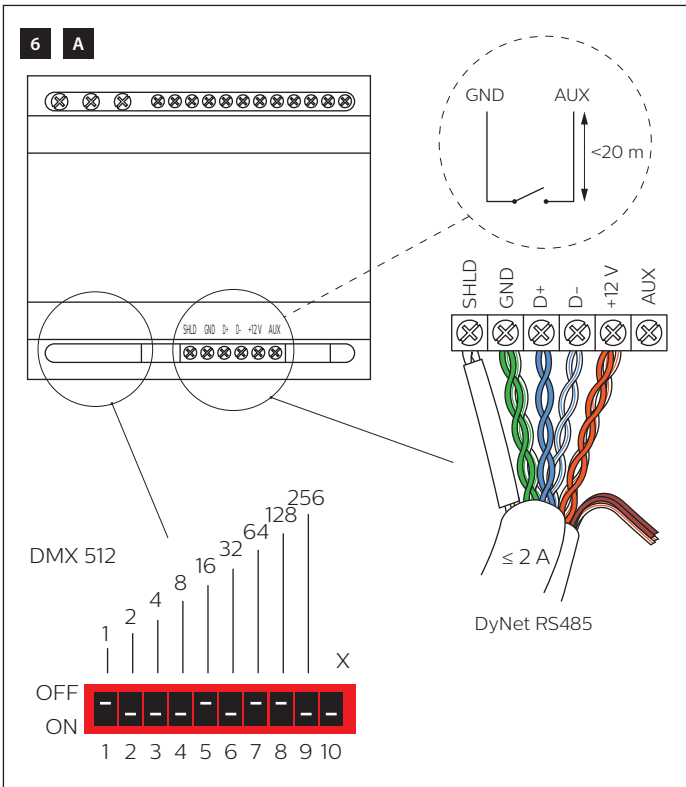 6 A
GND AUX
<20 m
SHLD GND D+ D- +12 V AUX
SHLD GND D+ D- +12 V AUX
≤ 2 A
DyNet RS485
DMX 512
1 2 4 8 16 32 64 128 256
X
OFF
ON
1 2 3 4 5 6 7 8 9 10